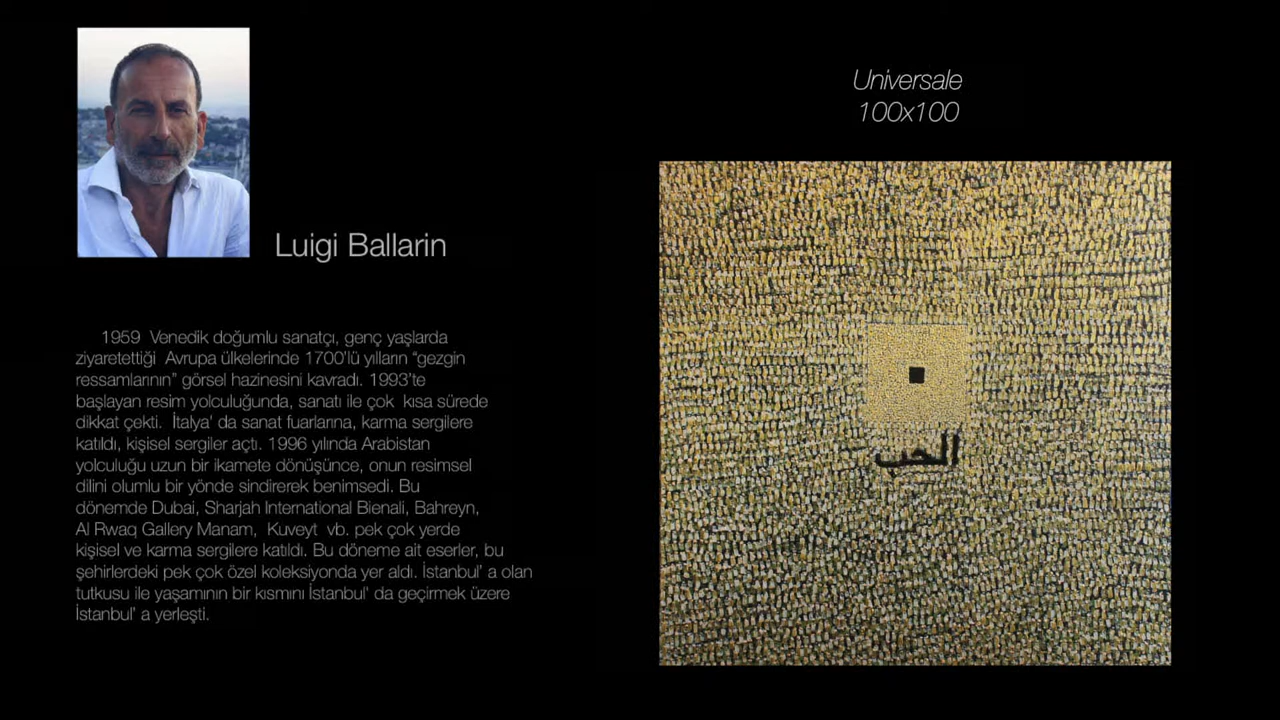 Luigi Ballarin
1959 Venedik doğumlu sanatçı, genç yaşlarda
ziyaretettiği Avrupa ülkelerinde 1700'lü yılların “gezgin
ressamlarının” görsel hazinesini kavradı. 1993'te
başlayan resim yolculuğunda, sanatı ile çok kısa sürede
dikkat çekti. İtalya' da sanat fuarlarına, karma sergilere
katıldı, kişisel sergiler açtı. 1996 yılında Arabistan
yolculuğu uzun bir ikamete dönüşünce, onun resimsel
dilini olumlu bir yönde sindirerek benimsedi. Bu
dönemde Dubai, Sharjah International Bienali, Bahreyn,
Al Rwaq Gallery Manam, Kuveyt vb. pek çok yerde
kişisel ve karma sergilere katıldı. Bu döneme ait eserler, bu
şehirlerdeki pek çok özel koleksiyonda yer aldı. İstanbul' a olan
tutkusu ile yaşamının bir kısmını İstanbul' da geçirmek üzere
İstanbul' a yerleşti.
Universale
100x100
الحب